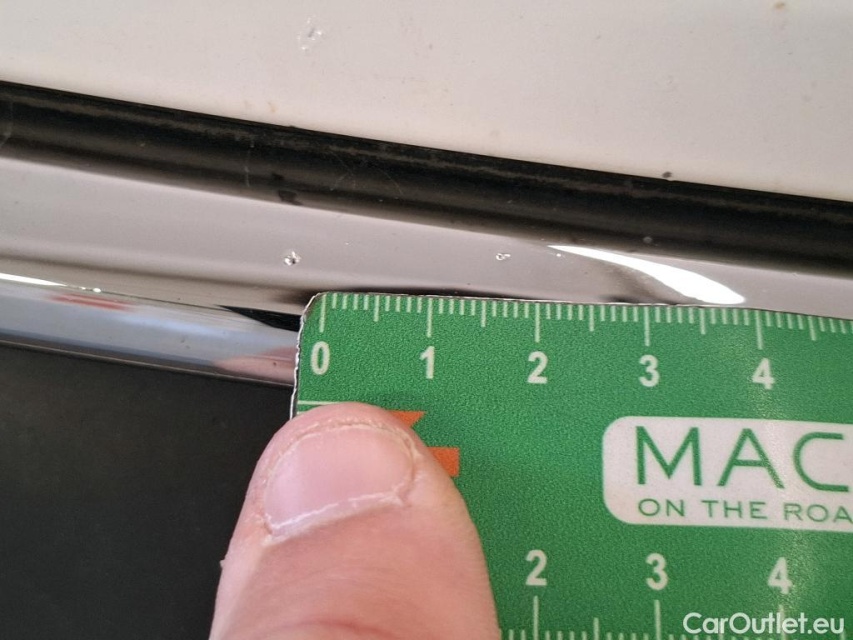 0 1 2 3 4
MAC
ON THE ROA
2 3 4
CarOutlet.eu